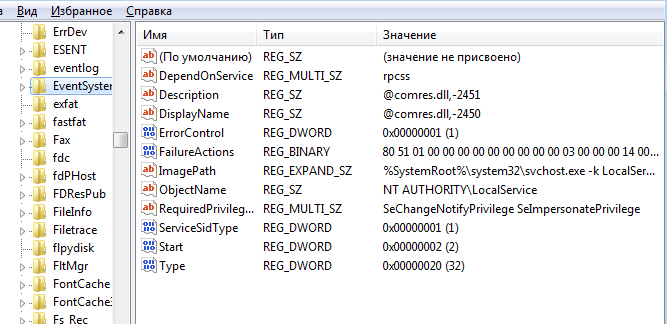 Вид Избранное Справка
ErrDev
ESENT
eventlog
EventSystem
exfat
fastfat
Fax
fdc
fdPHost
FDResPub
FileInfo
Filetrace
flpydisk
FltMgr
FontCache
FontCache
Fs_Rec
Имя Тип Значение
(По умолчанию) REG_SZ (значение не присвоено)
DependOnService REG_MULTI_SZ rpcss
Description REG_SZ @comres.dll,-2451
DisplayName REG_SZ @comres.dll,-2450
ErrorControl REG_DWORD 0x00000001 (1)
FailureActions REG_BINARY 80 51 01 00 00 00 00 00 00 00 00 00 03 00 00 00 14 00...
ImagePath REG_EXPAND_SZ %SystemRoot%\system32\svchost.exe -k LocalSer...
ObjectName REG_SZ NT AUTHORITY\LocalService
RequiredPrivileg... REG_MULTI_SZ SeChangeNotifyPrivilege SeImpersonatePrivilege
ServiceSidType REG_DWORD 0x00000001 (1)
Start REG_DWORD 0x00000002 (2)
Type REG_DWORD 0x00000020 (32)